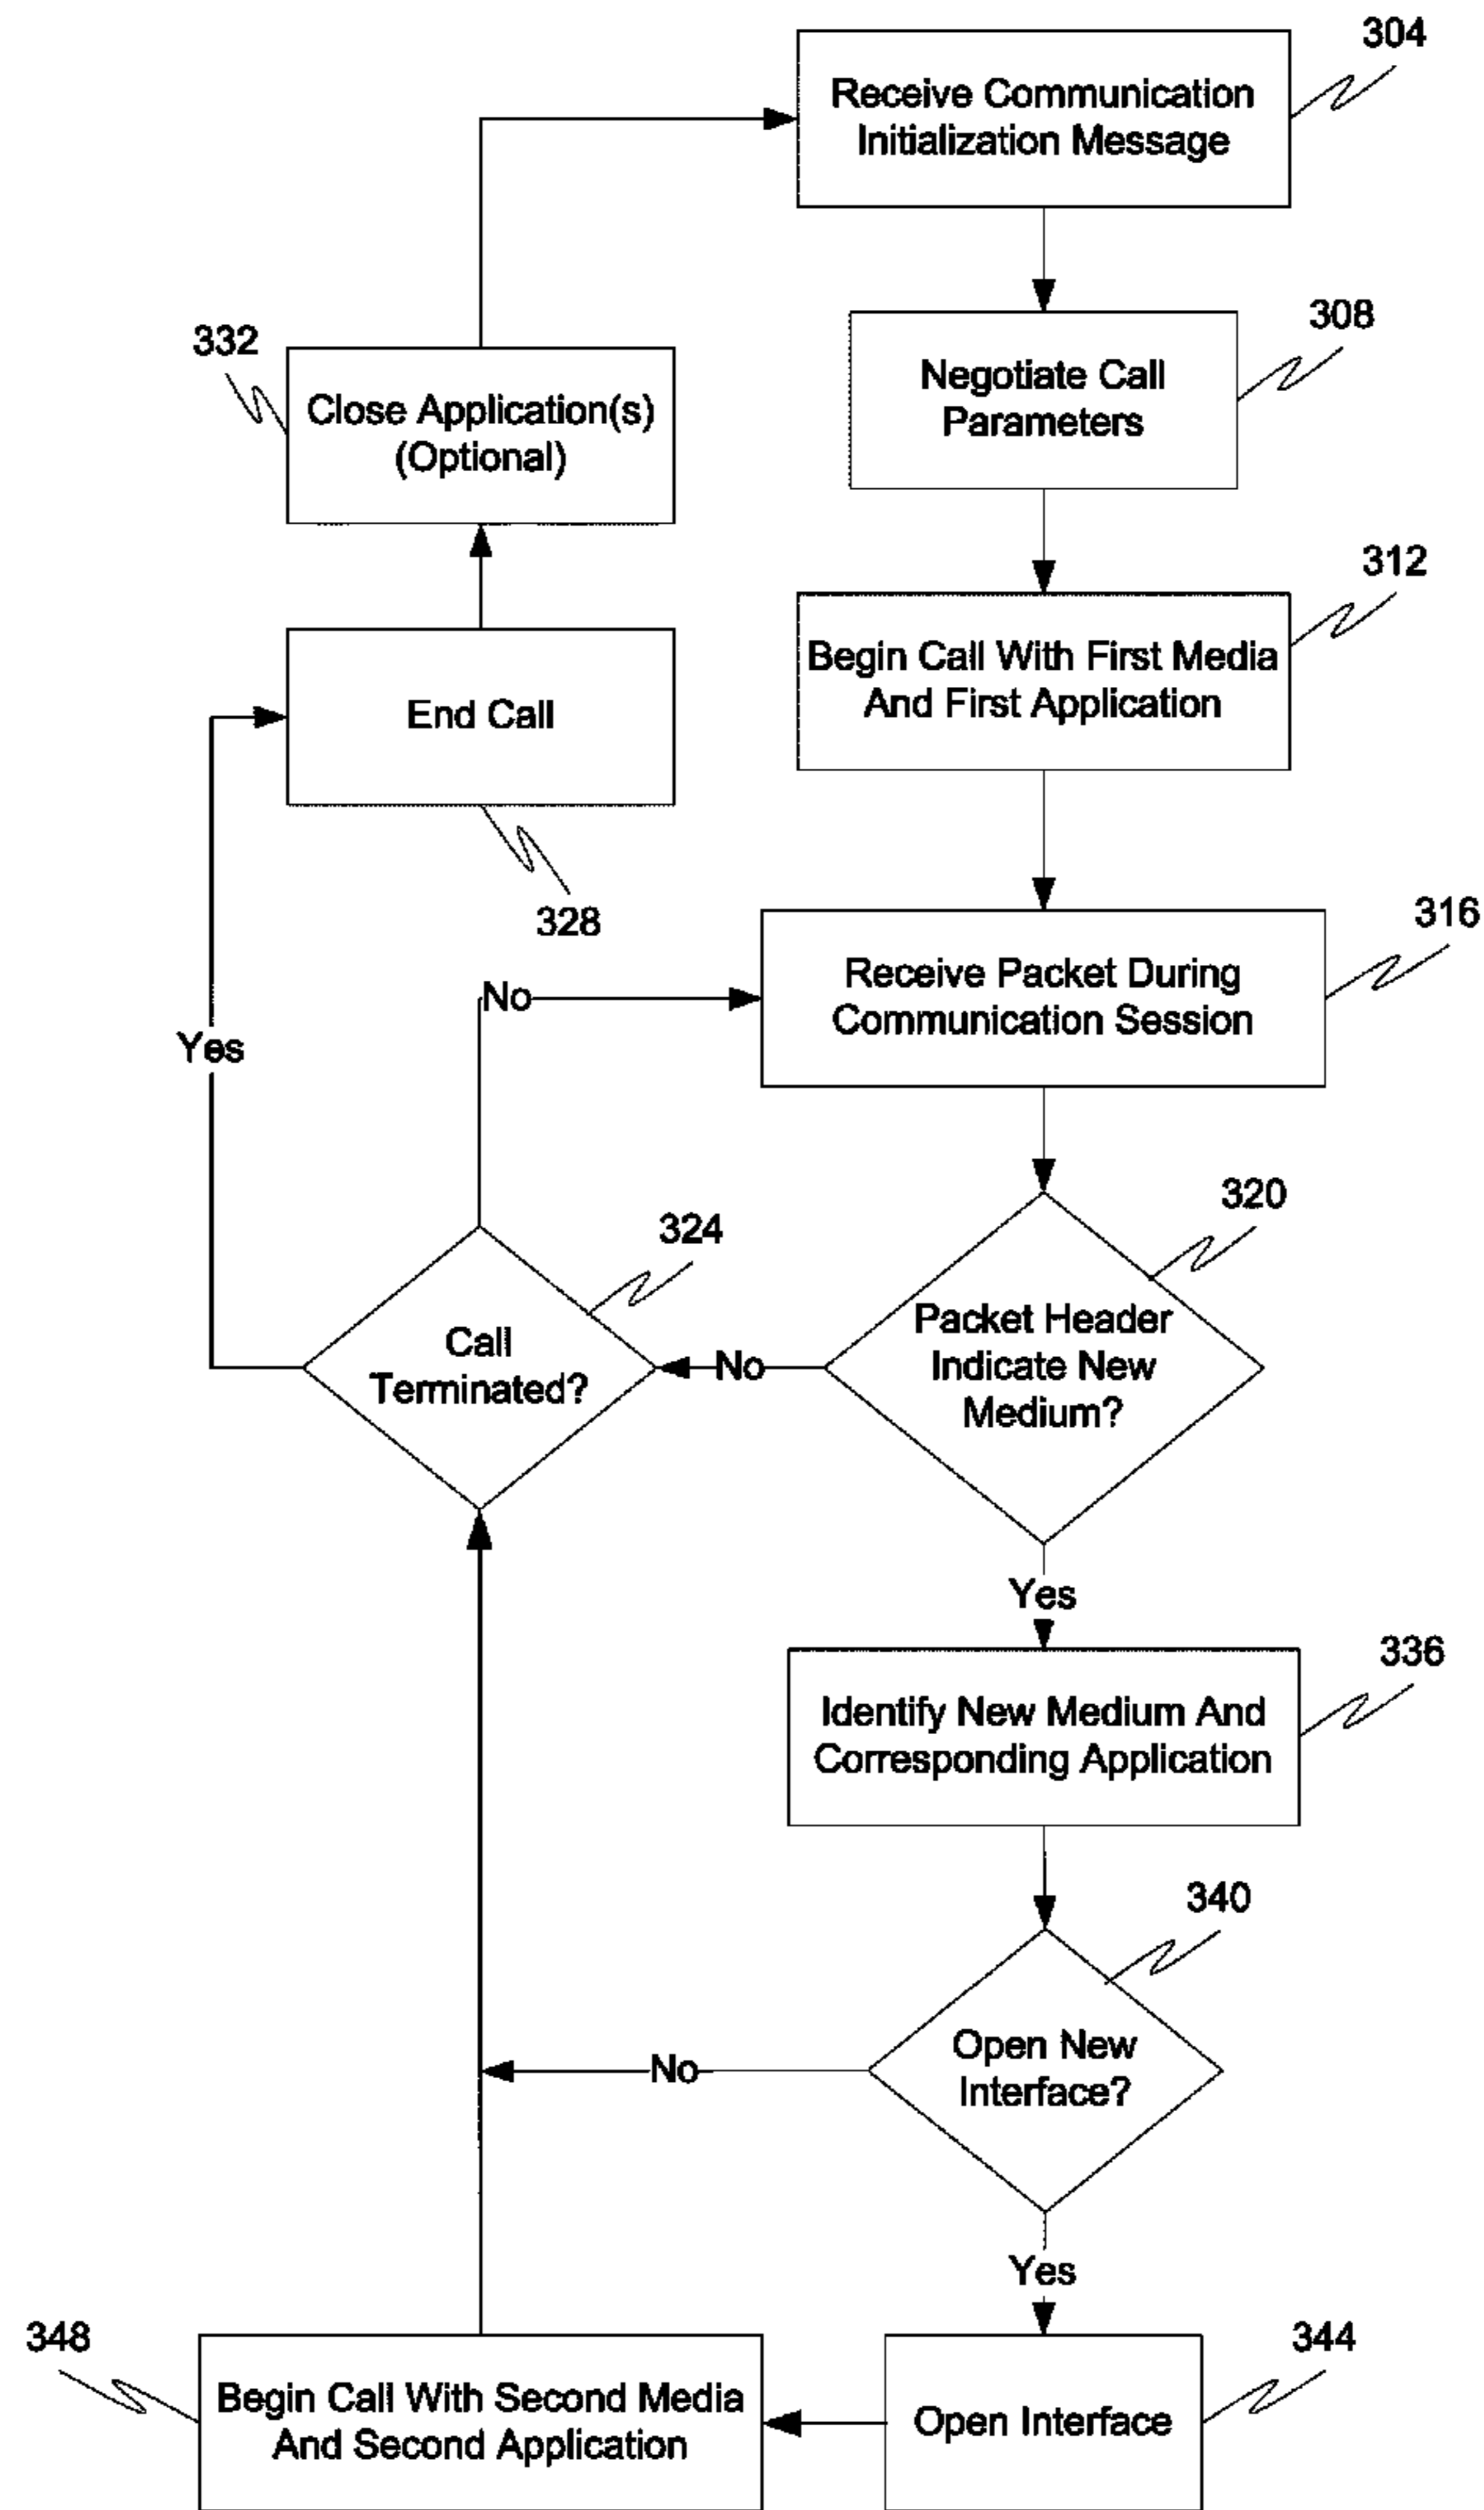 304
Receive Communication
Initialization Message
308
Negotiate Call
Parameters
332
Close Application(s)
(Optional)
312
Begin Call With First Media
And First Application
End Call
328
316
Receive Packet During
Communication Session
No
Yes
320
324
Packet Header
Indicate New
Medium?
Call
Terminated?
No
Yes
336
Identify New Medium And
Corresponding Application
340
Open New
Interface?
No
Yes
348
Begin Call With Second Media
And Second Application
344
Open Interface